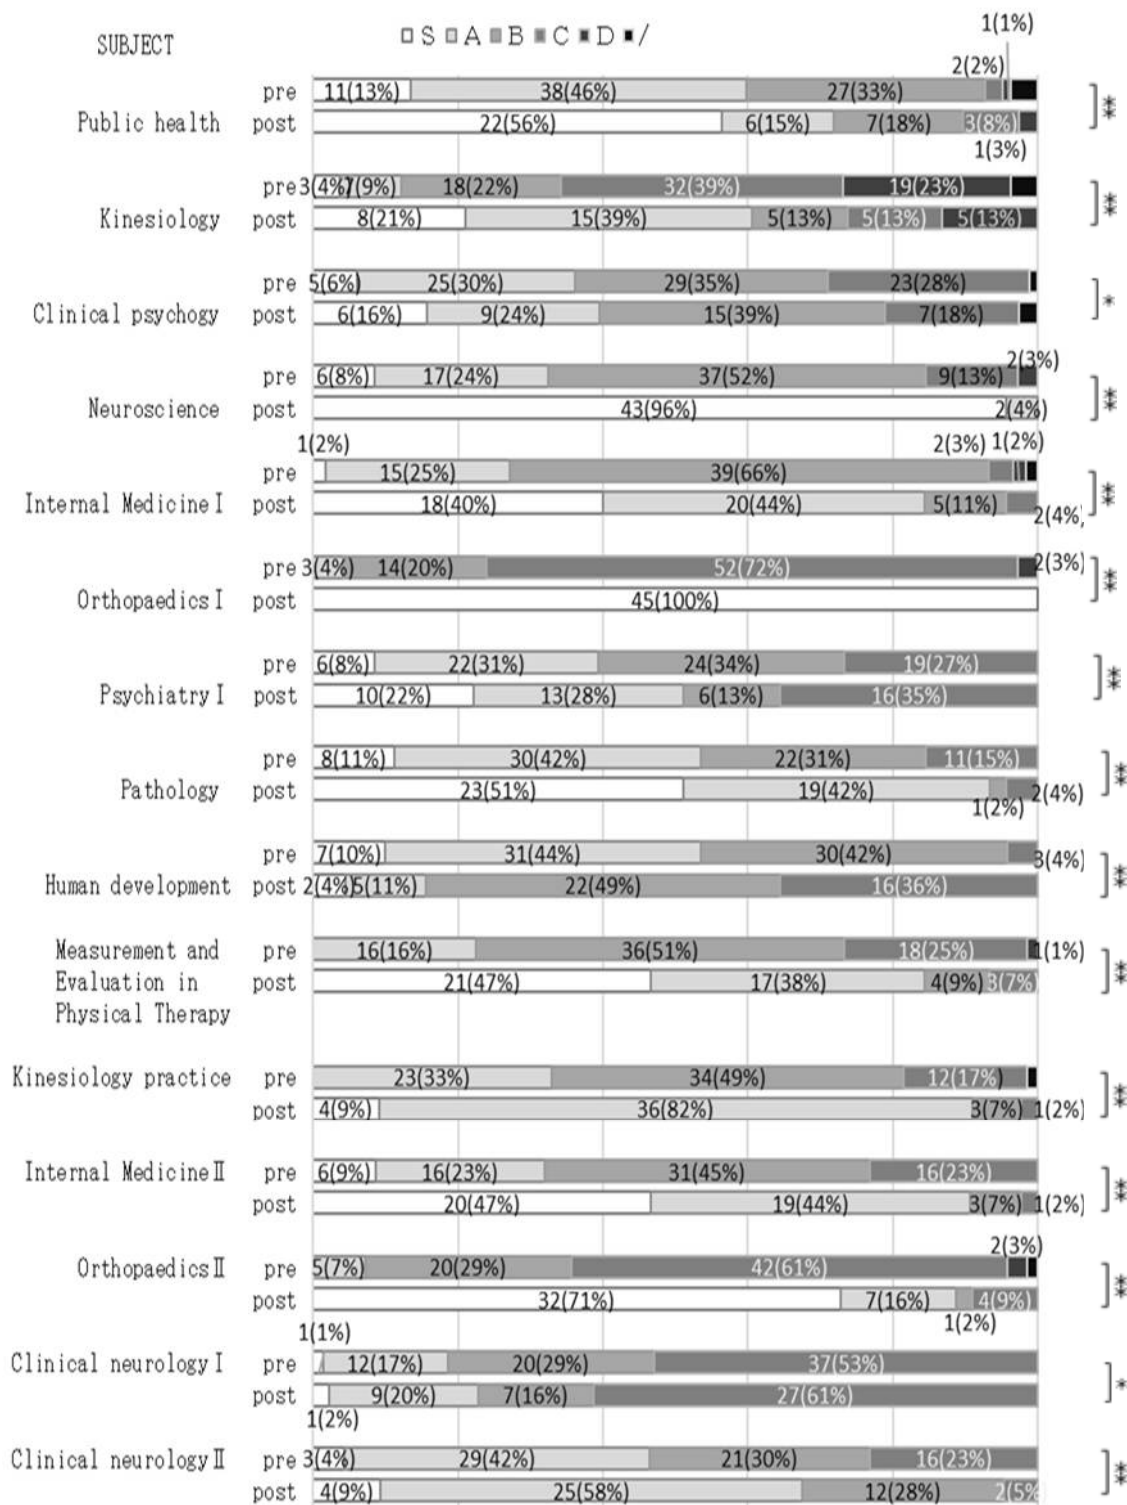 SUBJECT
□ S □ A ■ B ■ C ■ D ■ /
1(1%)
2(2%)
pre 11(13%) 38(46%) 27(33%)
Public health post 22(56%) 6(15%) 7(18%) 3(8%) **
1(3%)
pre 3(4%) 7(9%) 18(22%) 32(39%) 19(23%)
Kinesiology post 8(21%) 15(39%) 5(13%) 5(13%) 5(13%) **
pre 5(6%) 25(30%) 29(35%) 23(28%)
Clinical psychogy post 6(16%) 9(24%) 15(39%) 7(18%) *
2(3%)
pre 6(8%) 17(24%) 37(52%) 9(13%)
Neuroscience post 43(96%) 2(4%) **
1(2%) 2(3%) 1(2%)
pre 15(25%) 39(66%)
Internal Medicine Ⅰ post 18(40%) 20(44%) 5(11%) 2(4%) **
pre 3(4%) 14(20%) 52(72%) 2(3%)
Orthopaedics Ⅰ post 45(100%) **
pre 6(8%) 22(31%) 24(34%) 19(27%)
Psychiatry Ⅰ post 10(22%) 13(28%) 6(13%) 16(35%) **
pre 8(11%) 30(42%) 22(31%) 11(15%)
Pathology post 23(51%) 19(42%) 2(4%) **
1(2%)
pre 7(10%) 31(44%) 30(42%) 3(4%)
Human development post 2(4%) 5(11%) 22(49%) 16(36%) **
Measurement and pre 16(16%) 36(51%) 18(25%) 1(1%)
Evaluation in post 21(47%) 17(38%) 4(9%) 3(7%) **
Physical Therapy
Kinesiology practice pre 23(33%) 34(49%) 12(17%)
post 4(9%) 36(82%) 3(7%) 1(2%) **
Internal Medicine Ⅱ pre 6(9%) 16(23%) 31(45%) 16(23%)
post 20(47%) 19(44%) 3(7%) 1(2%) **
2(3%)
Orthopaedics Ⅱ pre 5(7%) 20(29%) 42(61%)
post 32(71%) 7(16%) 4(9%) **
1(2%)
1(1%)
Clinical neurology Ⅰ pre 12(17%) 20(29%) 37(53%)
post 9(20%) 7(16%) 27(61%) *
1(2%)
Clinical neurology Ⅱ pre 3(4%) 29(42%) 21(30%) 16(23%)
post 4(9%) 25(58%) 12(28%) 2(5% **